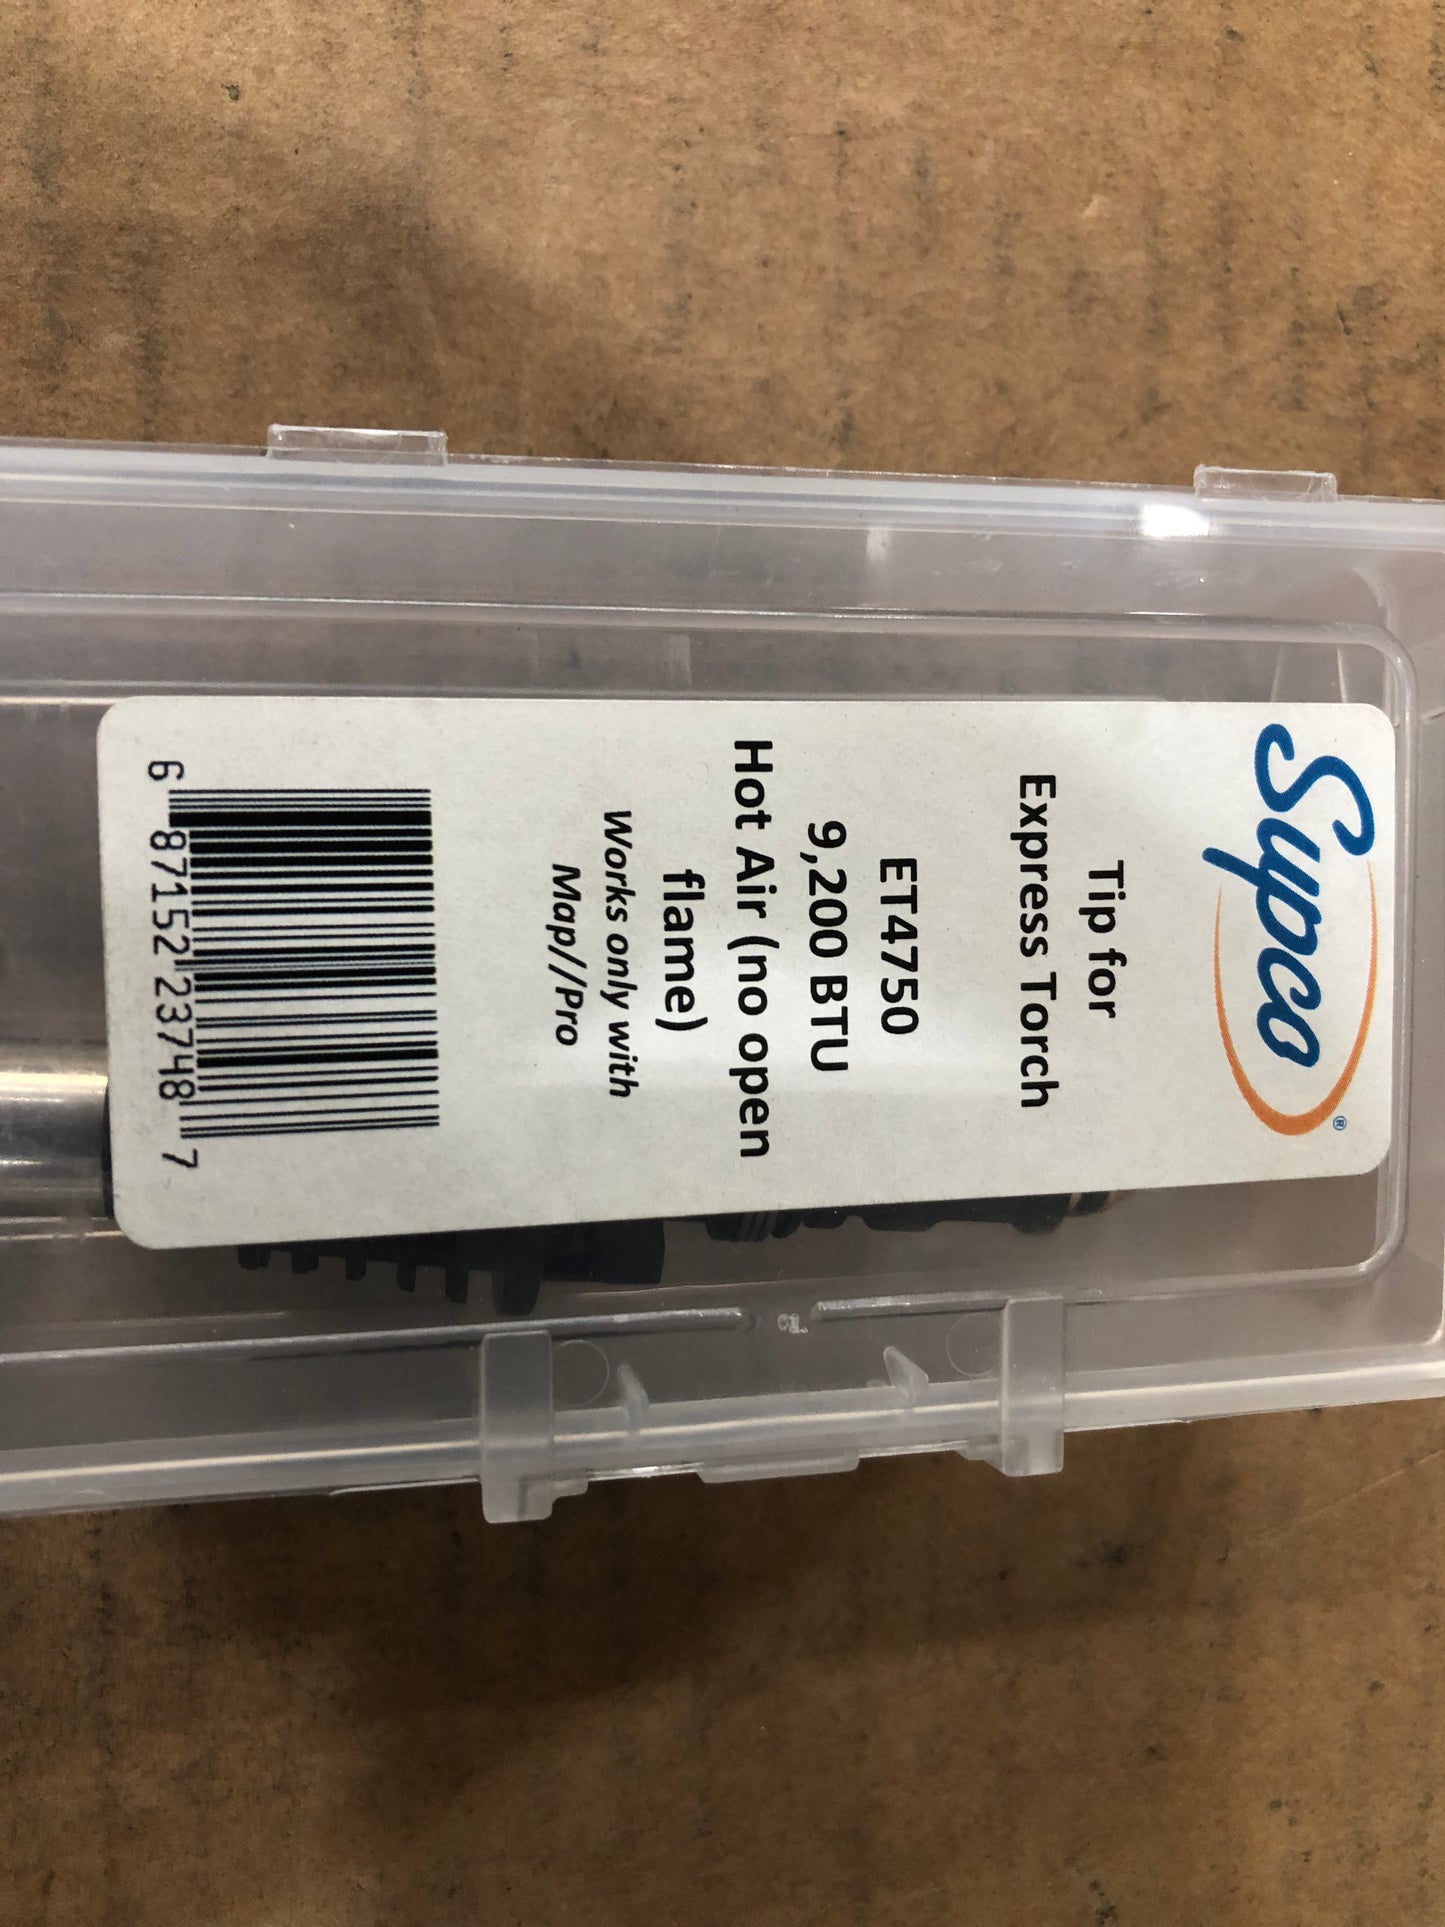 Supco®
Tip for
Express Torch
ET4750
9,200 BTU
Hot Air (no open
flame)
Works only with
Map//Pro
6 87152 23748 7